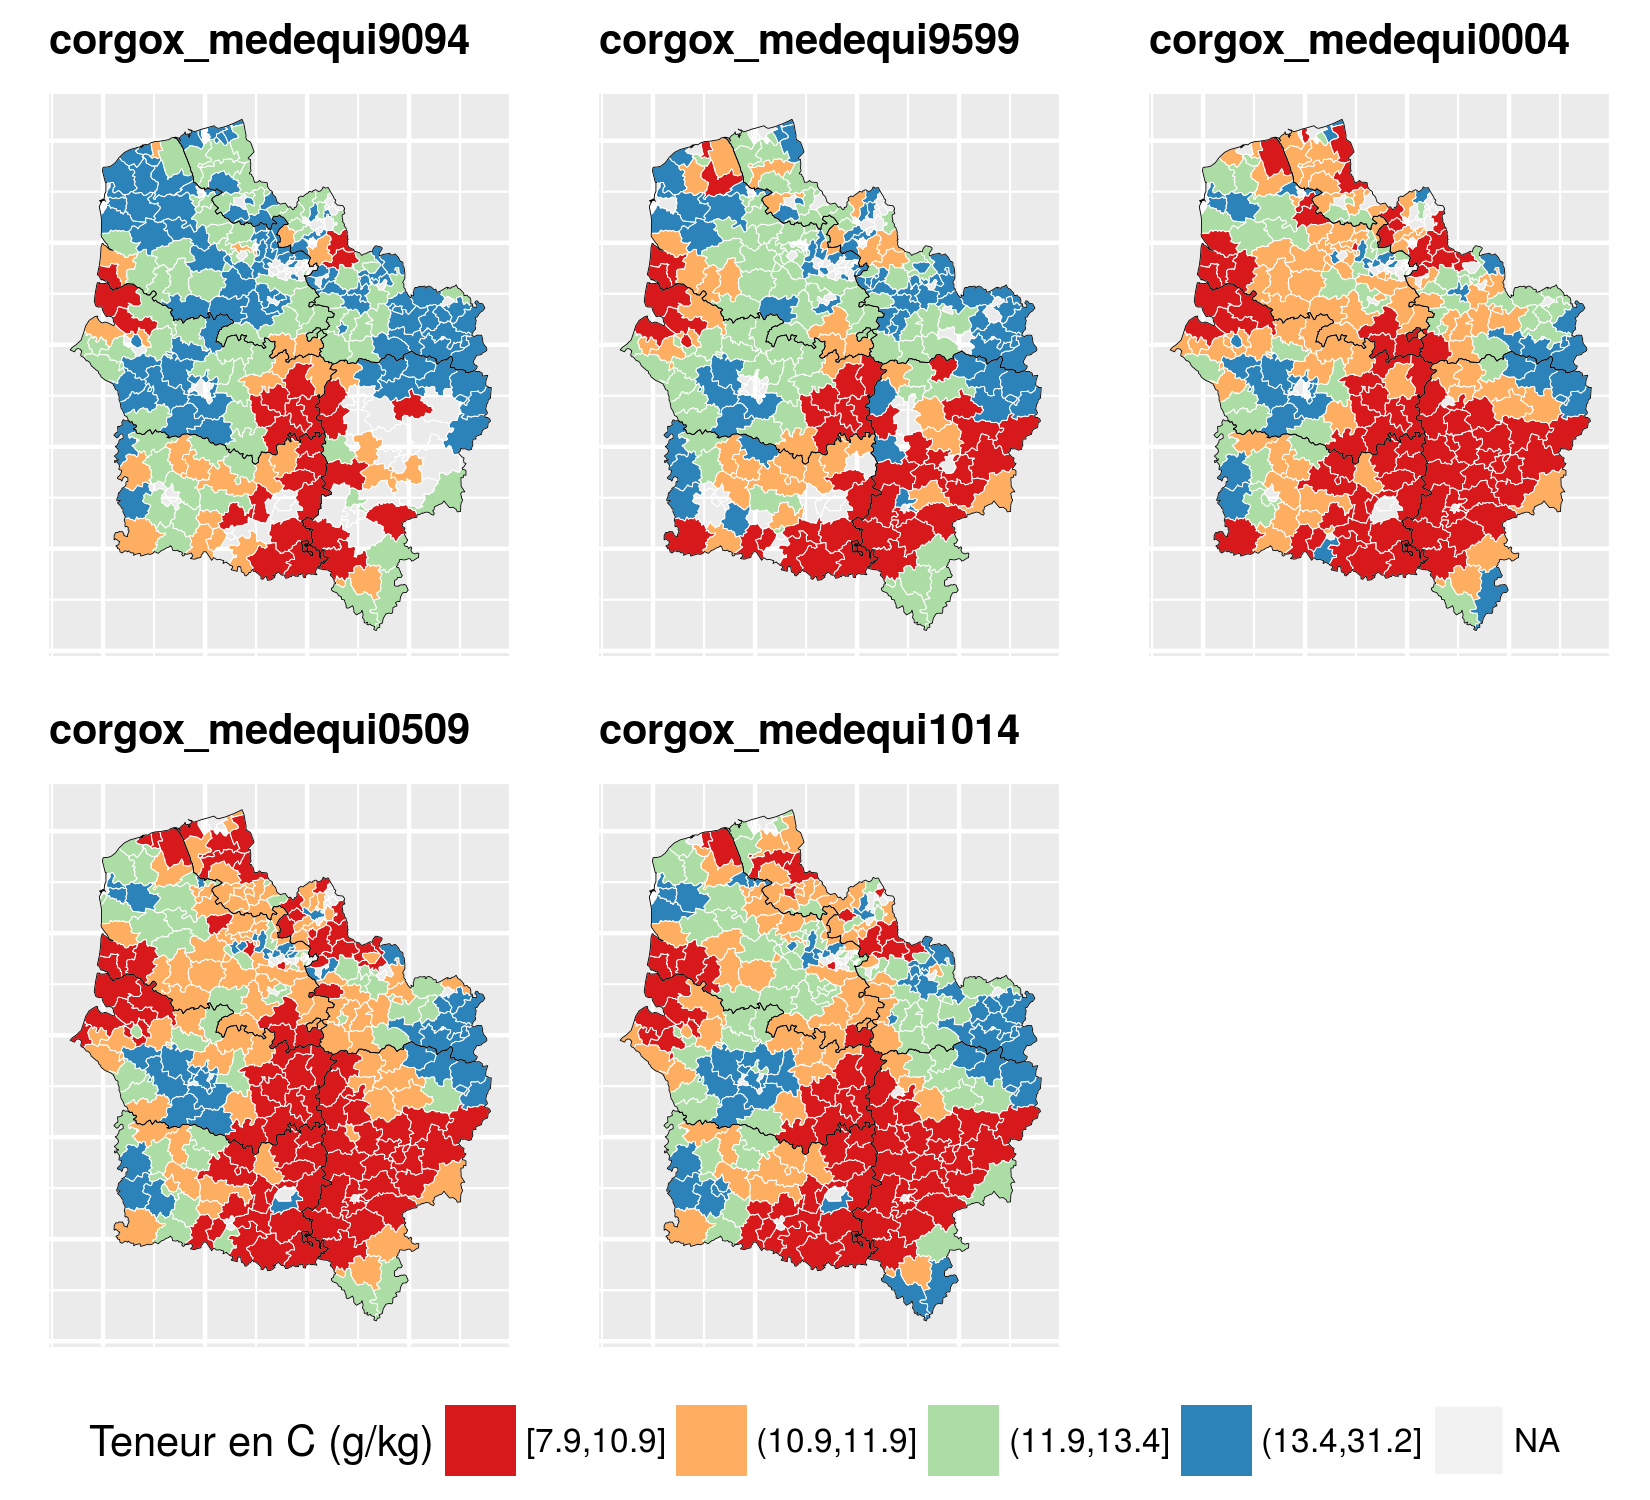 corgox_medequi9094
corgox_medequi9599
corgox_medequi0004
corgox_medequi0509
corgox_medequi1014
Teneur en C (g/kg) [7.9,10.9] (10.9,11.9] (11.9,13.4] (13.4,31.2] NA